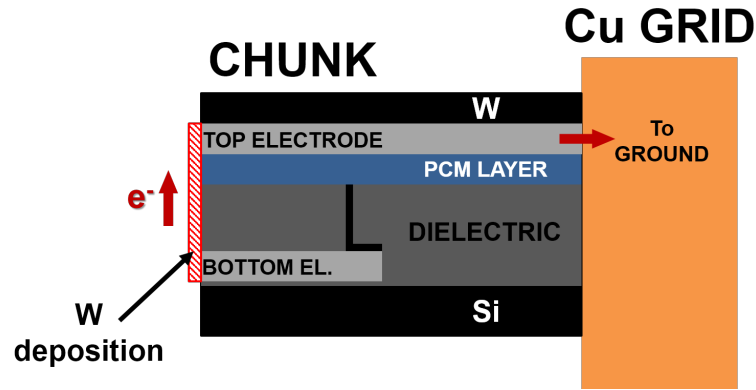 Cu GRID
CHUNK
W
TOP ELECTRODE
To
GROUND
PCM LAYER
e-
DIELECTRIC
BOTTOM EL.
W
deposition
Si